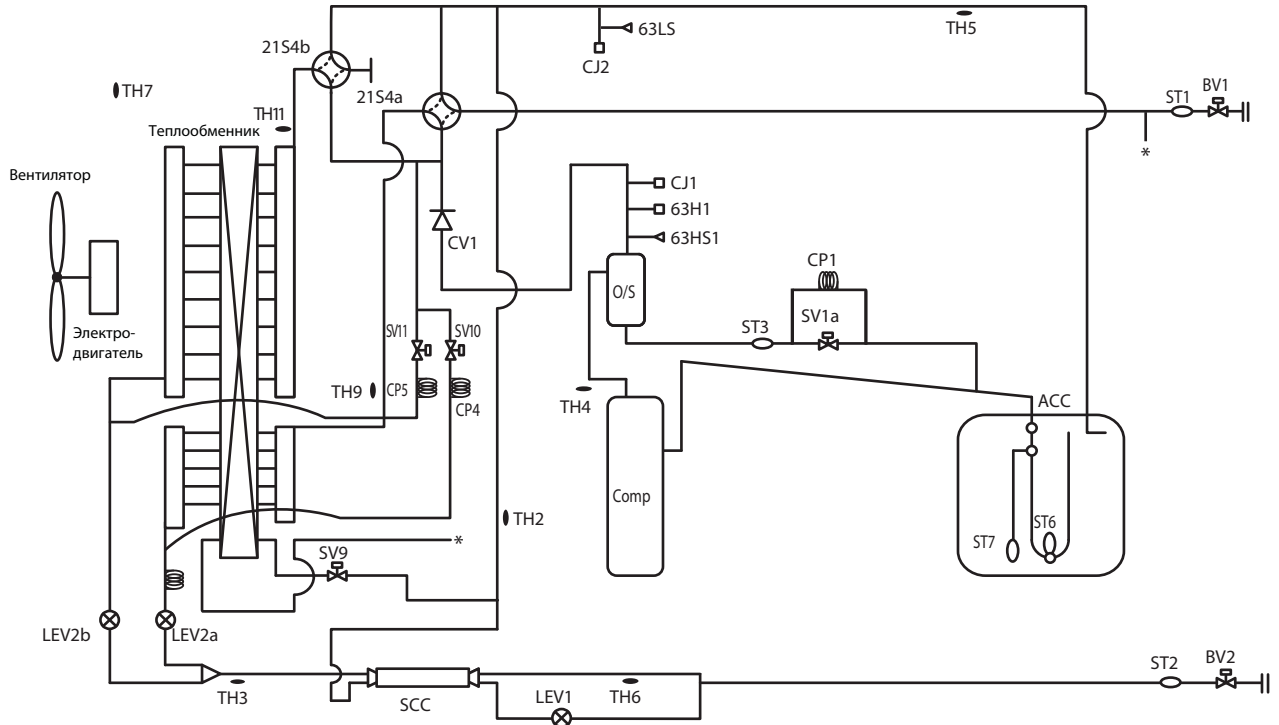 63LS
TH5
CJ2
21S4b
TH7
21S4a
ST1
BV1
TH11
Теплообменник
*
Вентилятор
CJ1
63H1
63HS1
CV1
CP1
O/S
SV1a
ST3
Электро-
двигатель
SV11
SV10
TH9
CP5
CP4
TH4
ACC
Comp
TH2
ST6
ST7
*
SV9
LEV2b
LEV2a
ST2
BV2
TH3
SCC
LEV1
TH6